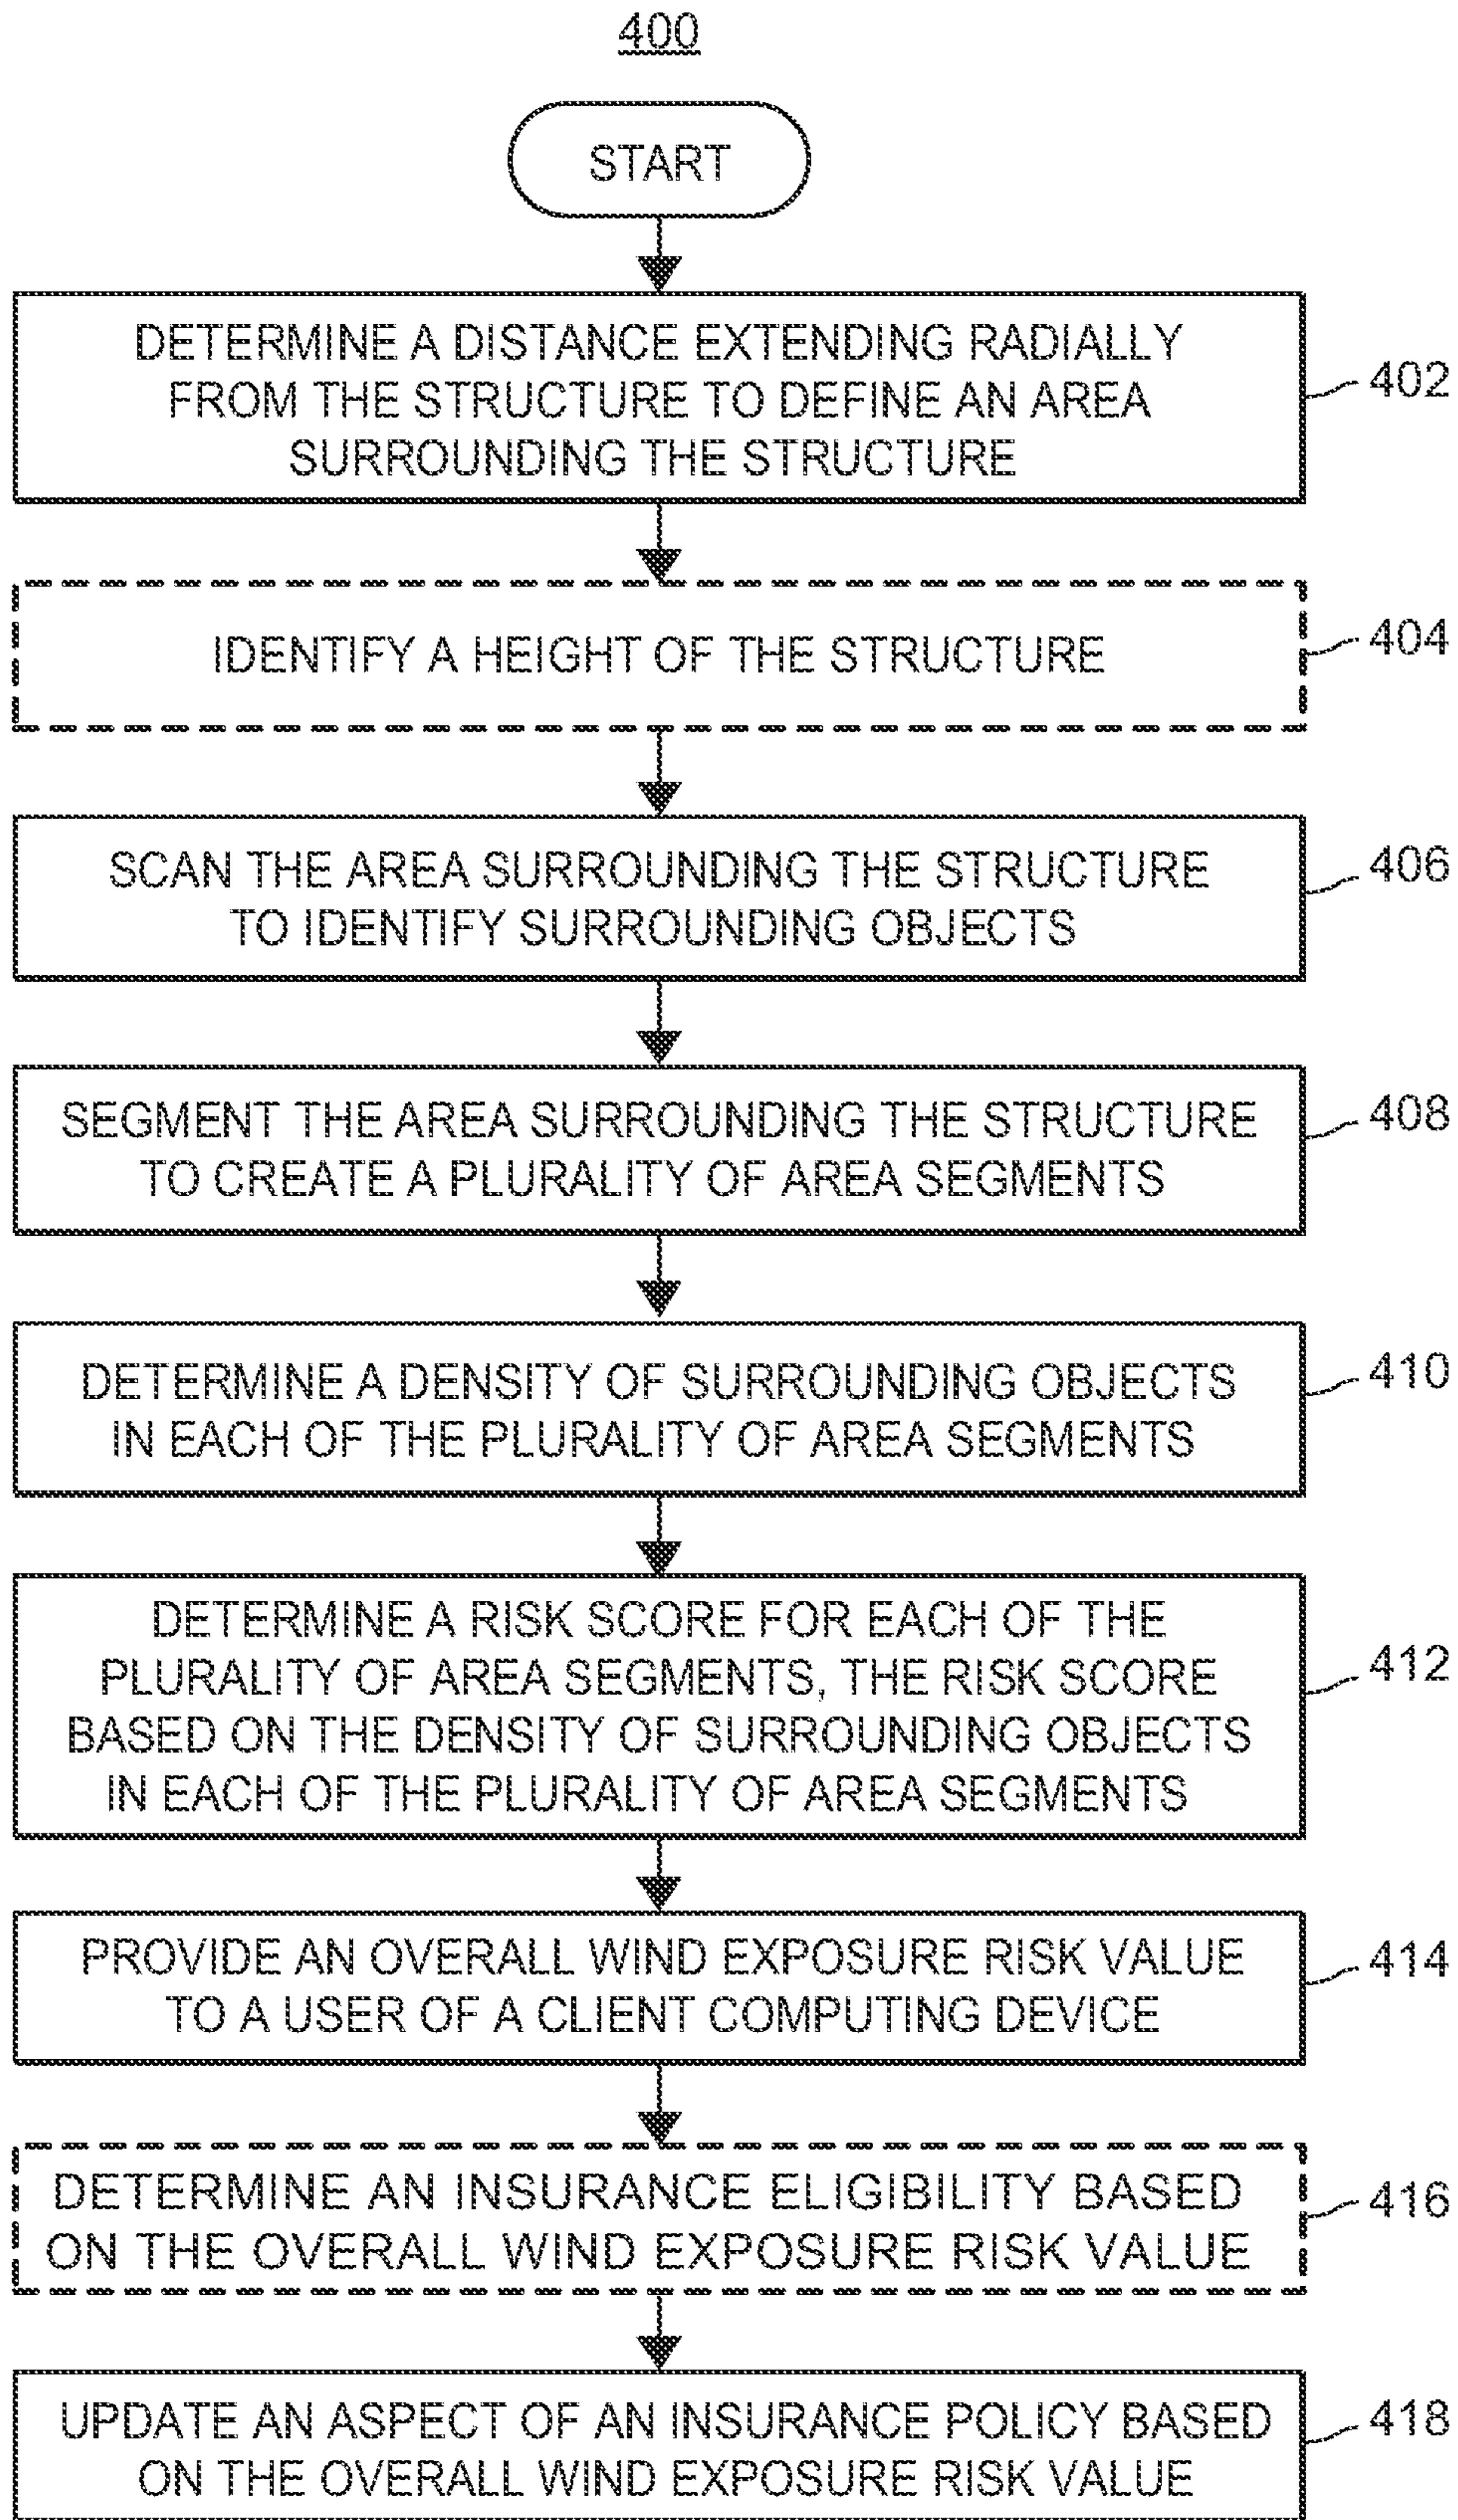 400
START
DETERMINE A DISTANCE EXTENDING RADIALLY
FROM THE STRUCTURE TO DEFINE AN AREA
SURROUNDING THE STRUCTURE
402
IDENTIFY A HEIGHT OF THE STRUCTURE
404
SCAN THE AREA SURROUNDING THE STRUCTURE
TO IDENTIFY SURROUNDING OBJECTS
406
SEGMENT THE AREA SURROUNDING THE STRUCTURE
TO CREATE A PLURALITY OF AREA SEGMENTS
408
DETERMINE A DENSITY OF SURROUNDING OBJECTS
IN EACH OF THE PLURALITY OF AREA SEGMENTS
410
DETERMINE A RISK SCORE FOR EACH OF THE
PLURALITY OF AREA SEGMENTS, THE RISK SCORE
BASED ON THE DENSITY OF SURROUNDING OBJECTS
IN EACH OF THE PLURALITY OF AREA SEGMENTS
412
PROVIDE AN OVERALL WIND EXPOSURE RISK VALUE
TO A USER OF A CLIENT COMPUTING DEVICE
414
DETERMINE AN INSURANCE ELIGIBILITY BASED
ON THE OVERALL WIND EXPOSURE RISK VALUE
416
UPDATE AN ASPECT OF AN INSURANCE POLICY BASED
ON THE OVERALL WIND EXPOSURE RISK VALUE
418